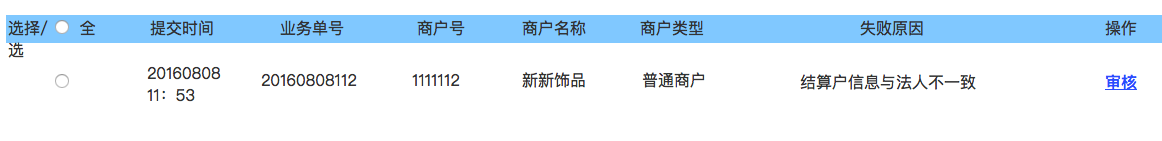 选择/ 全 提交时间 业务单号 商户号 商户名称 商户类型 失败原因 操作
选
20160808 20160808112 1111112 新新饰品 普通商户 结算户信息与法人不一致 审核
11：53